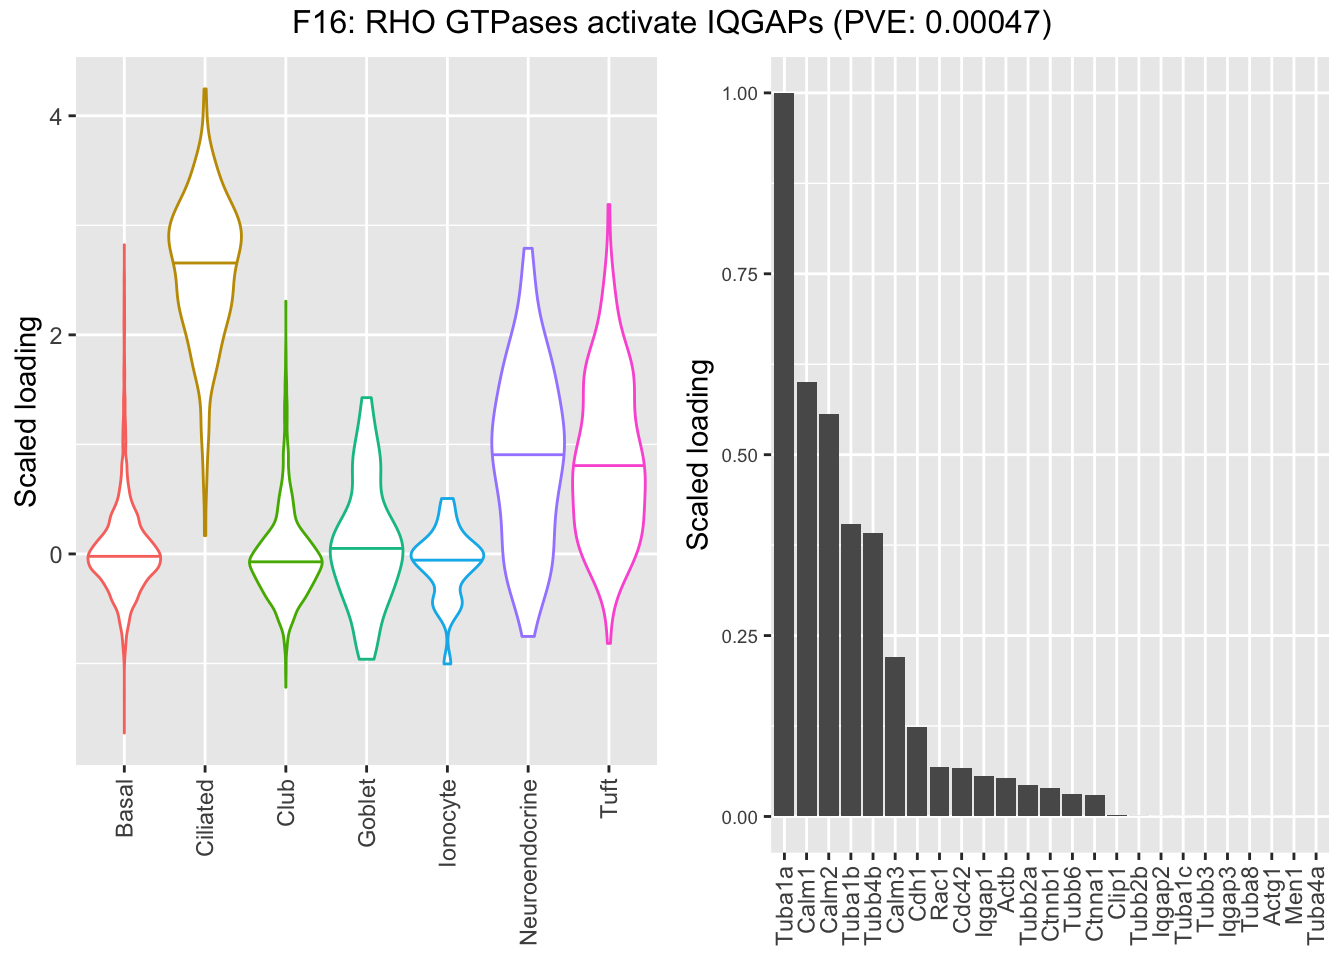 F16: RHO GTPases activate IQGAPs (PVE: 0.00047)
Scaled loading
4
2
0
Basal
Ciliated
Club
Goblet
Ionocyte
Neuroendocrine
Tuft
Scaled loading
1.00
0.75
0.50
0.25
0.00
Tuba1a
Calm1
Calm2
Tuba1b
Tubb4b
Calm3
Cdh1
Rac1
Cdc42
Iqgap1
Actb
Tubb2a
Ctnnb1
Tubb6
Ctnna1
Clip1
Tubb2b
Iqgap2
Tuba1c
Tubb3
Iqgap3
Tuba8
Actg1
Men1
Tuba4a